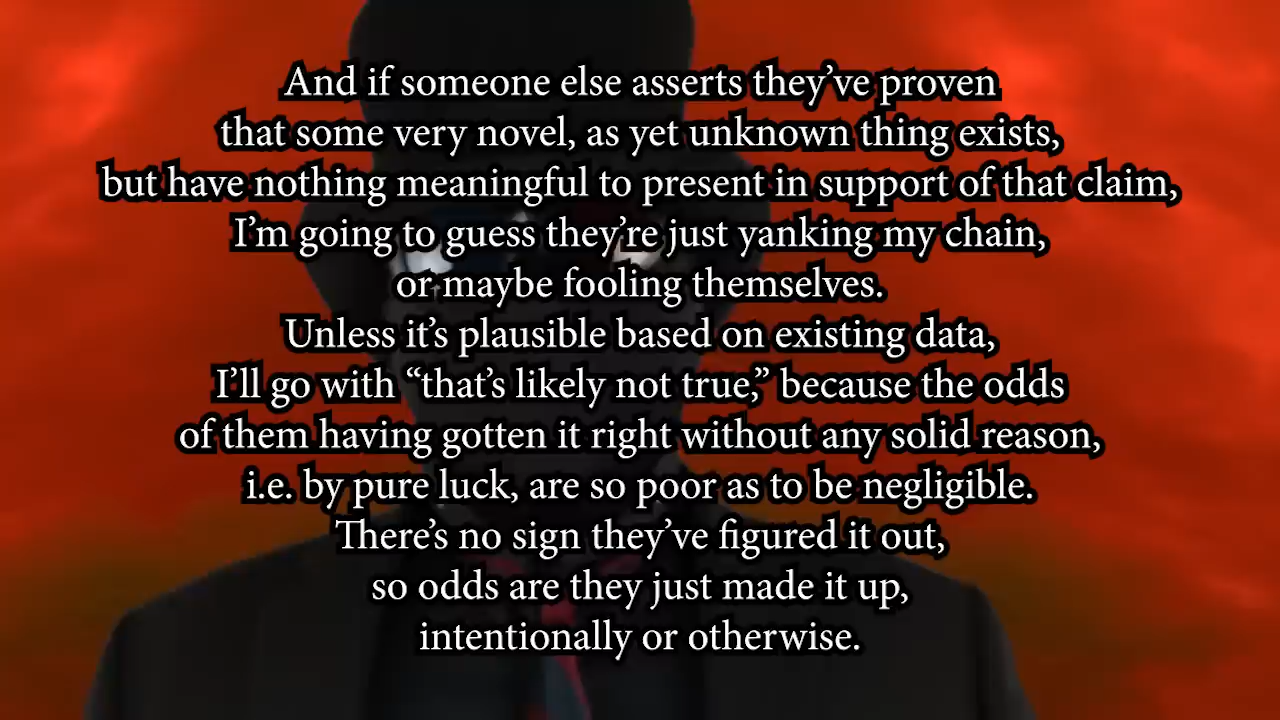 And if someone else asserts they’ve proven
that some very novel, as yet unknown thing exists,
but have nothing meaningful to present in support of that claim,
I’m going to guess they’re just yanking my chain,
or maybe fooling themselves.
Unless it’s plausible based on existing data,
I’ll go with “that’s likely not true,” because the odds
of them having gotten it right without any solid reason,
i.e. by pure luck, are so poor as to be negligible.
There’s no sign they’ve figured it out,
so odds are they just made it up,
intentionally or otherwise.